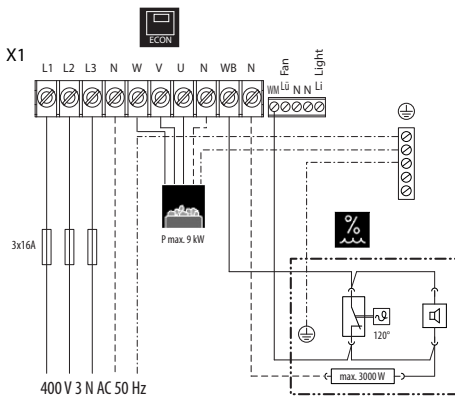 ECON
X1
L1 L2 L3 N W V U N WB N
WM Fan Lü N N Light Li
3x16A
P max. 9 kW
%
120°
max. 3000 W
400 V 3 N AC 50 Hz